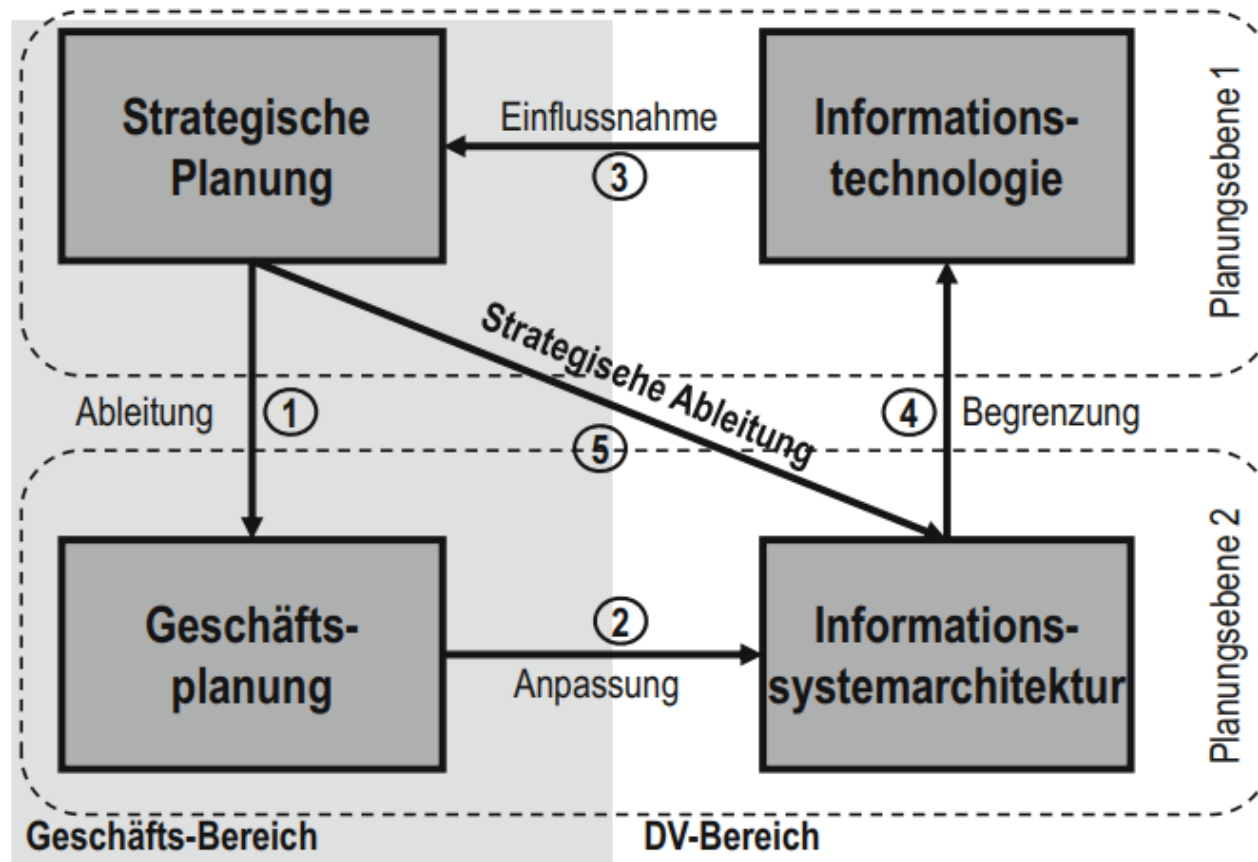 Strategische
Planung
Einflussnahme
3
Informations-
technologie
Planungsebene 1
Strategische Ableitung
Ableitung
1
5
4
Begrenzung
Geschäfts-
planung
2
Anpassung
Informations-
systemarchitektur
Planungsebene 2
Geschäfts-Bereich
DV-Bereich